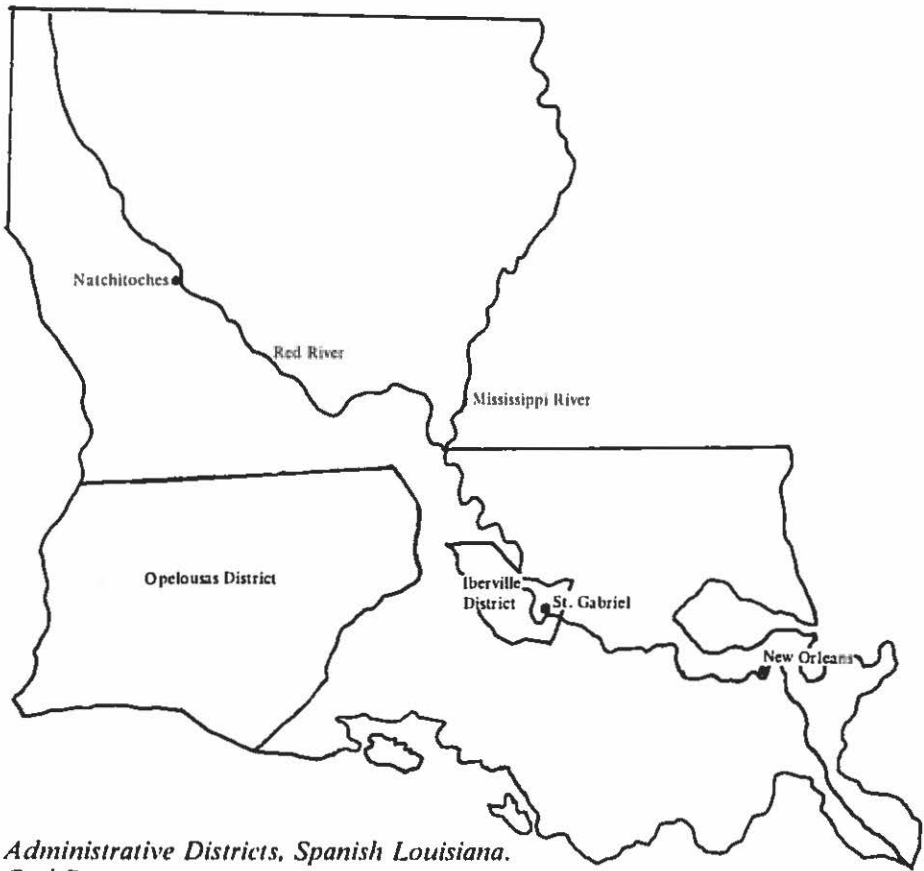 Natchitoches
Red River
Mississippi River
Opelousas District
Iberville
District
St. Gabriel
New Orleans
Administrative Districts, Spanish Louisiana.